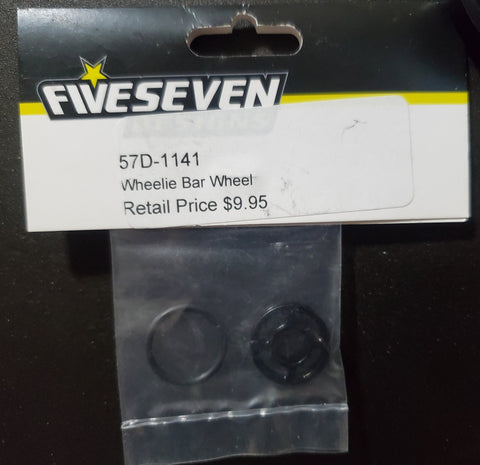 FIVESEVEN
57D-1141
Wheelie Bar Wheel
Retail Price $9.95